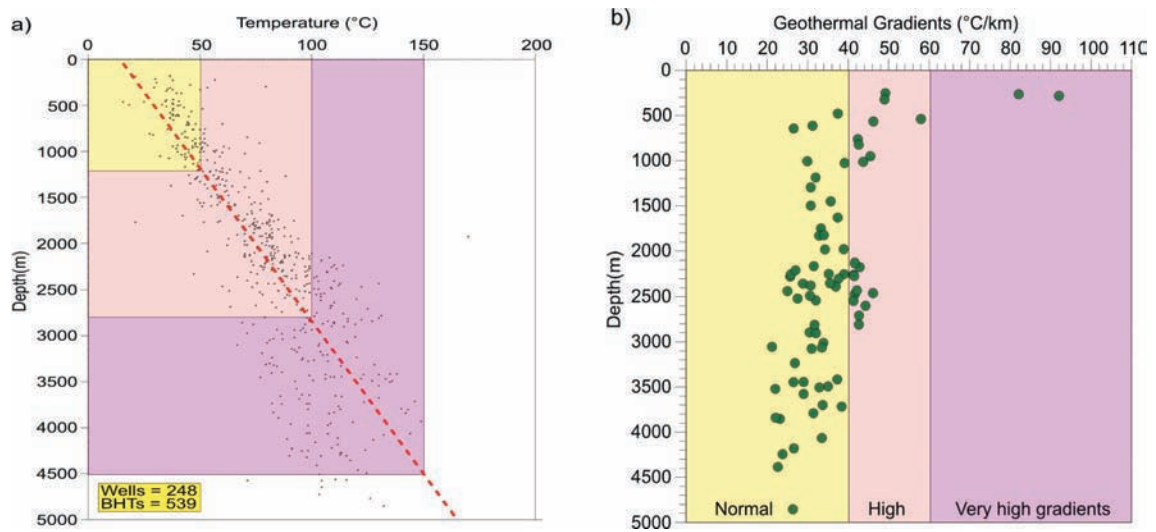 a)
Temperature (°C)
0 50 100 150 200
0
500
1000
1500
2000
2500
3000
3500
4000
4500
5000
Depth(m)
Wells = 248
BHTs = 539
b)
Geothermal Gradients (°C/km)
0 10 20 30 40 50 60 70 80 90 100 110
0
500
1000
1500
2000
2500
3000
3500
4000
4500
5000
Depth(m)
Normal High Very high gradients